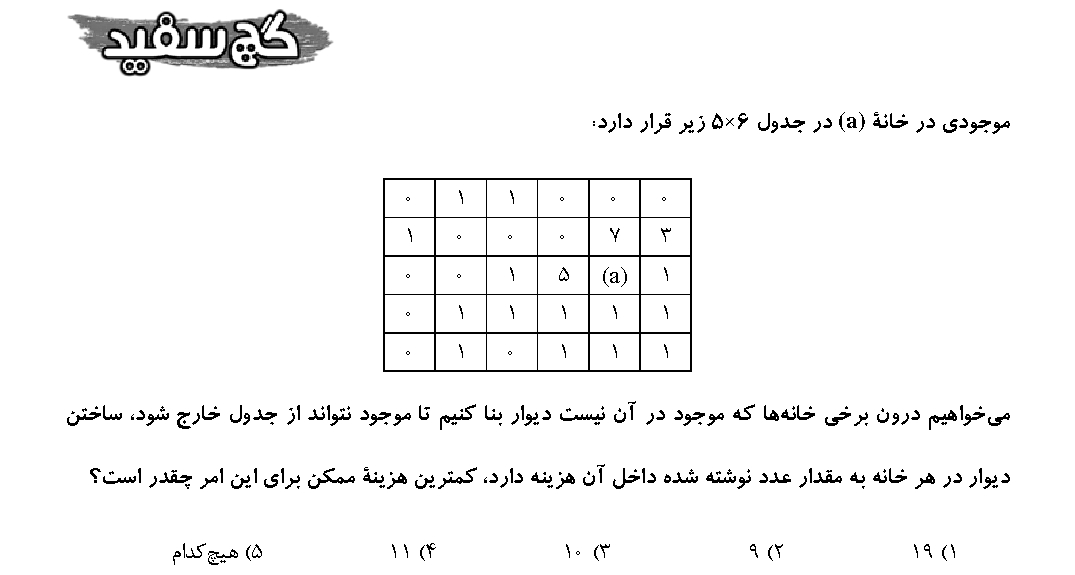 گچ سفید
موجودی در خانهٔ (a) در جدول ۶×۵ زیر قرار دارد:
۰ ۱ ۱ ۰ ۰ ۰
۱ ۰ ۰ ۰ ۷ ۳
۰ ۰ ۱ ۵ (a) ۱
۰ ۱ ۱ ۱ ۱ ۱
۰ ۱ ۰ ۱ ۱ ۱
می‌خواهیم درون برخی خانه‌ها که موجود در آن نیست دیوار بنا کنیم تا موجود نتواند از جدول خارج شود، ساختن
دیوار در هر خانه به مقدار عدد نوشته شده داخل آن هزینه دارد، کمترین هزینهٔ ممکن برای این امر چقدر است؟
۱) ۱۹ ۲) ۹ ۳) ۱۰ ۴) ۱۱ ۵) هیچ‌کدام